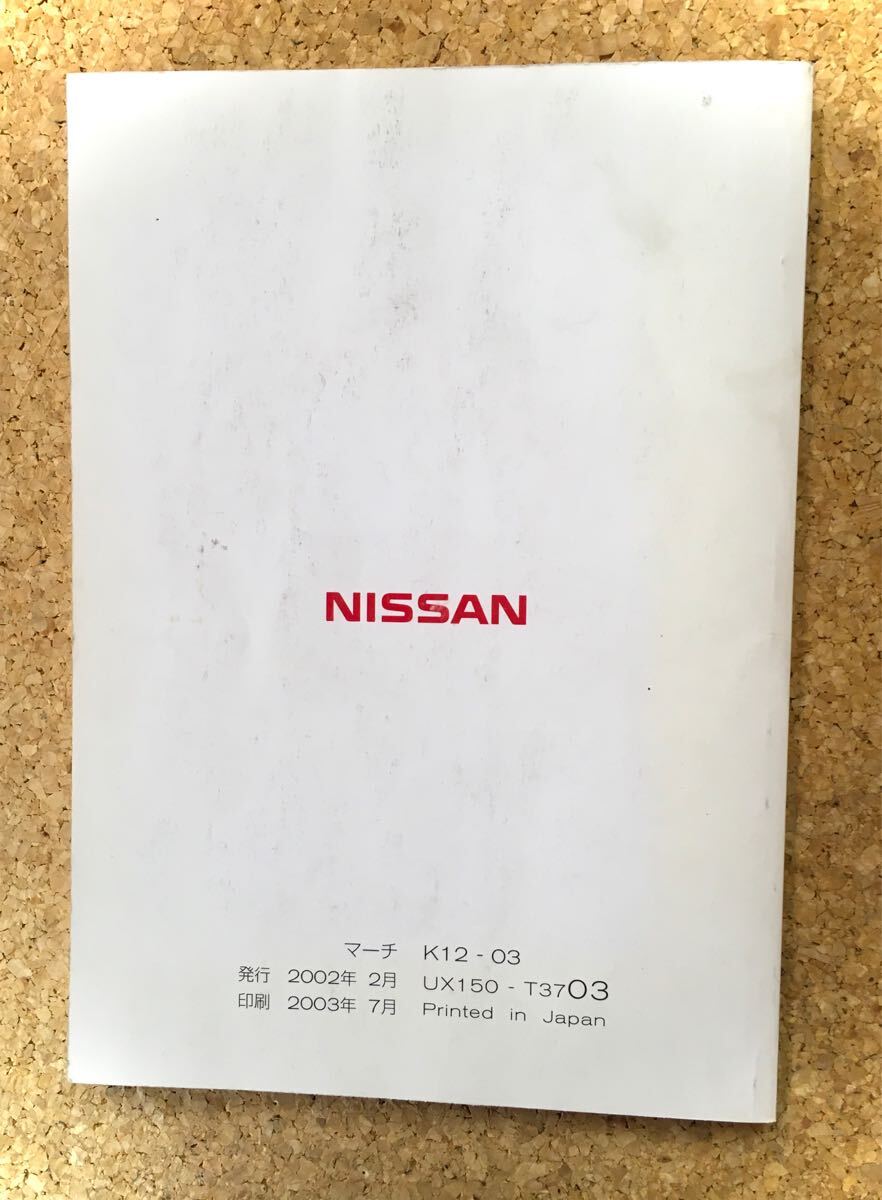 NISSAN
マーチ K12 - 03
発行 2002年 2月 UX150 - T3703
印刷 2003年 7月 Printed in Japan